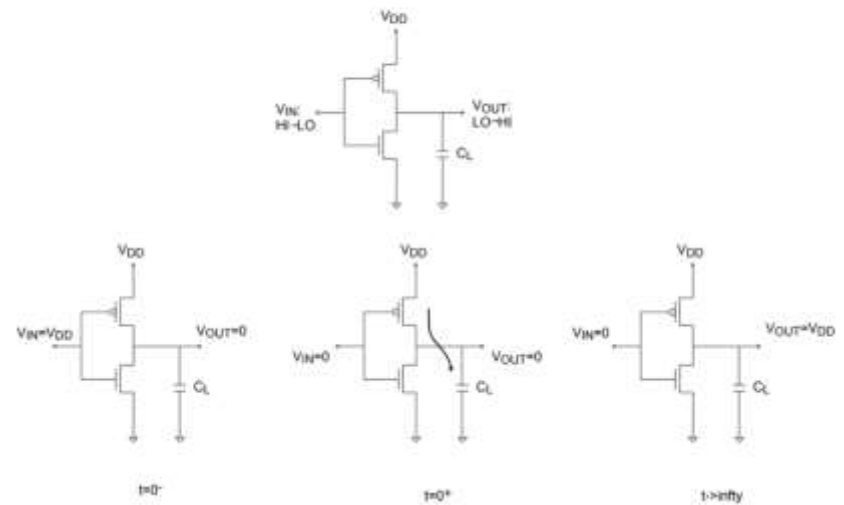 VDD
VIN:
HI→LO
VOUT:
LO→HI
CL
VDD
VIN=VDD
VOUT=0
CL
t=0-
VDD
VIN=0
VOUT=0
CL
t=0+
VDD
VIN=0
VOUT=VDD
CL
t->infty